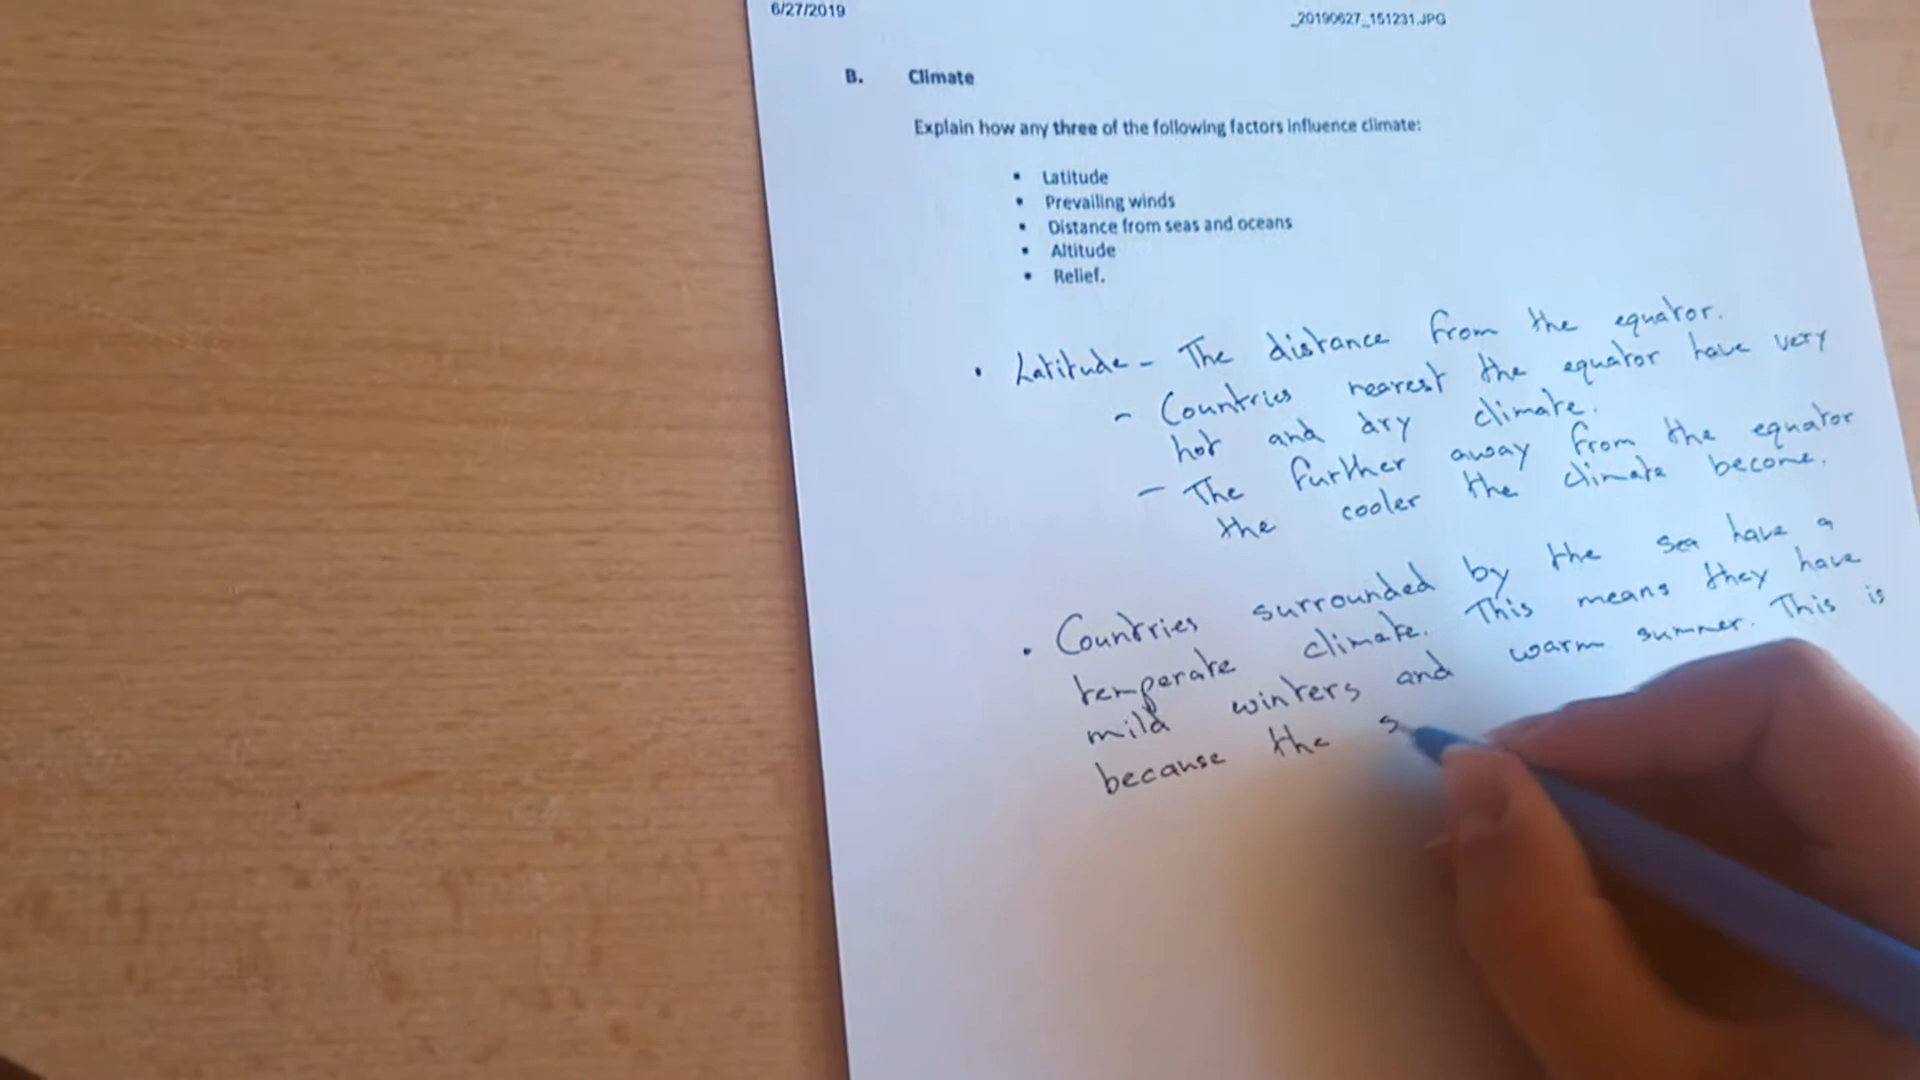 6/27/2019
_20190627_151231.JPG
B. Climate
Explain how any three of the following factors influence climate:
• Latitude
• Prevailing winds
• Distance from seas and oceans
• Altitude
• Relief.
• Latitude - The distance from the equator.
- Countries nearest the equator have very
hot and dry climate.
- The further away from the equator
the cooler the climate become.
• Countries surrounded by the sea have a
temperate climate. This means they have
mild winters and warm summer. This is
because the s